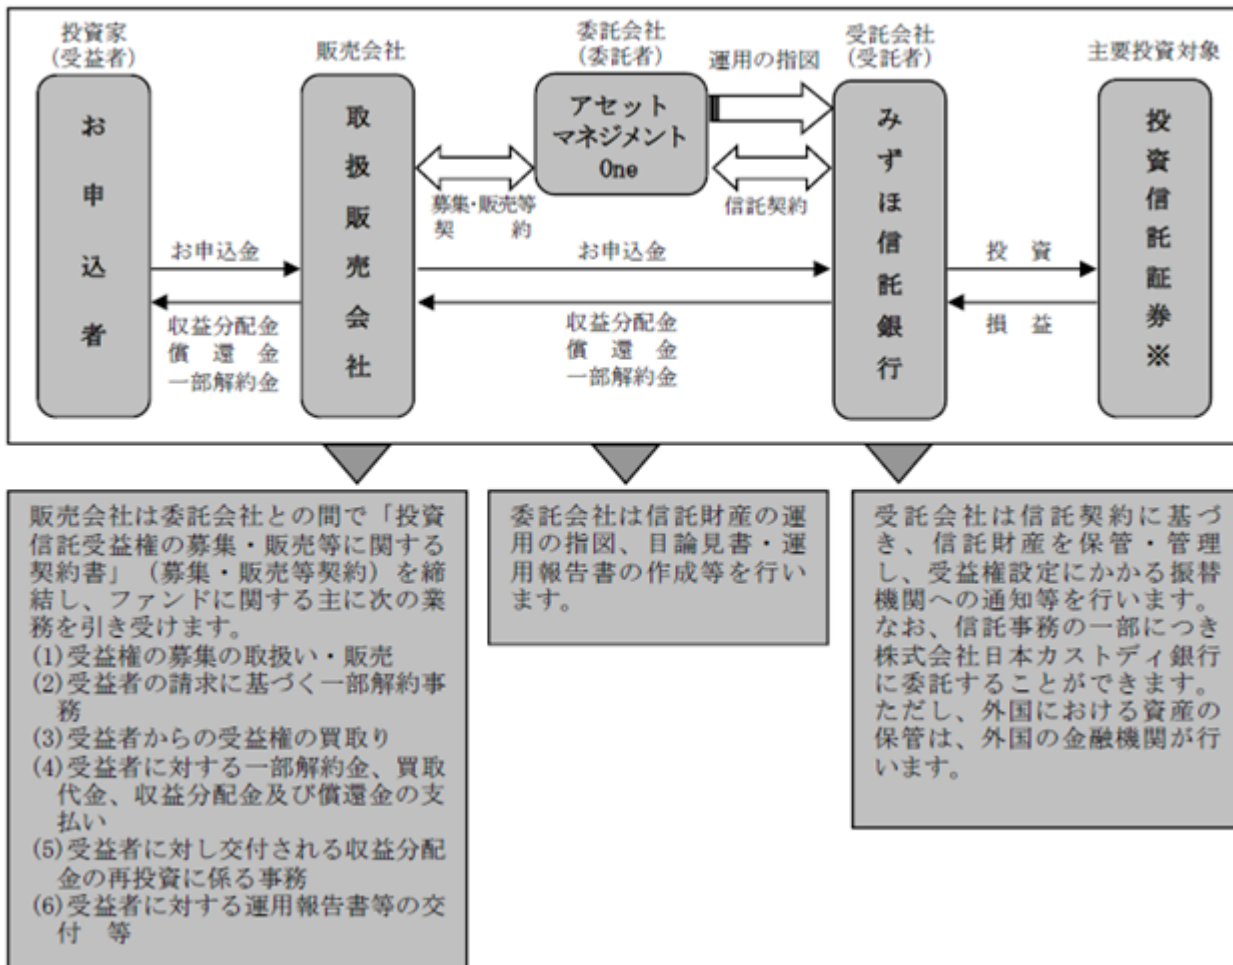 投資家
(受益者)
販売会社
委託会社
(委託者)
運用の指図
受託会社
(受託者)
主要投資対象
お申込者
取扱販売会社
アセット
マネジメント
One
みずほ信託銀行
投資信託証券※
募集・販売等
契　　約
信託契約
お申込金
収益分配金
償　還　金
一部解約金
お申込金
収益分配金
償　還　金
一部解約金
投　資
損　益
販売会社は委託会社との間で「投資
信託受益権の募集・販売等に関する
契約書」（募集・販売等契約）を締
結し、ファンドに関する主に次の業
務を引き受けます。
(1)受益権の募集の取扱い・販売
(2)受益者の請求に基づく一部解約事
務
(3)受益者からの受益権の買取り
(4)受益者に対する一部解約金、買取
代金、収益分配金及び償還金の支
払い
(5)受益者に対し交付される収益分配
金の再投資に係る事務
(6)受益者に対する運用報告書等の交
付　等
委託会社は信託財産の運
用の指図、目論見書・運
用報告書の作成等を行い
ます。
受託会社は信託契約に基づ
き、信託財産を保管・管理
し、受益権設定にかかる振替
機関への通知等を行います。
なお、信託事務の一部につき
株式会社日本カストディ銀行
に委託することができます。
ただし、外国における資産の
保管は、外国の金融機関が行
います。